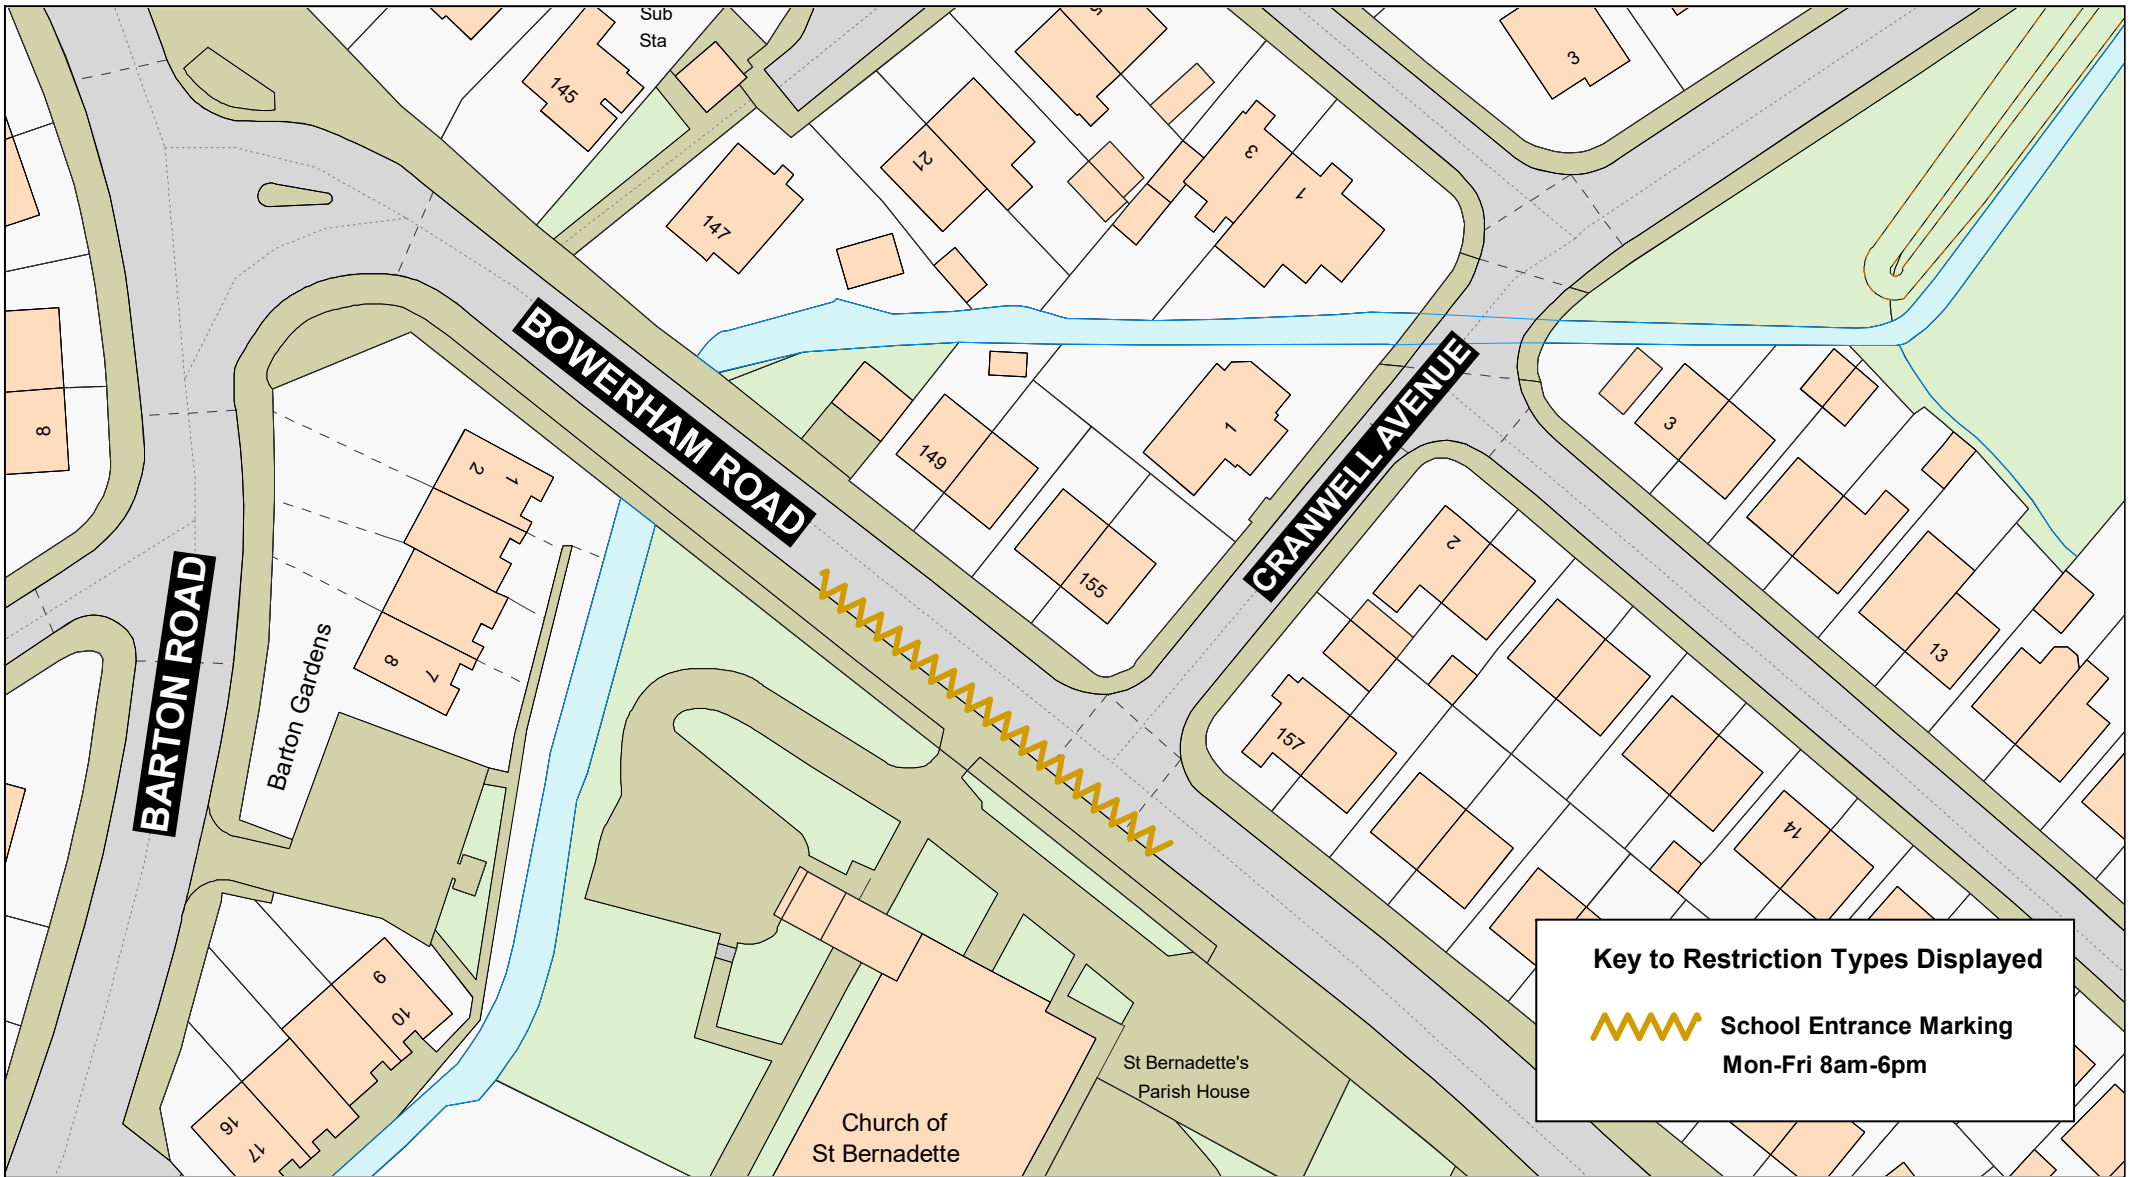 Sub
Sta
145
3
21
3
1
147
BOWERHAM ROAD
CRANWELL AVENUE
1
3
8
149
2
1
2
155
13
BARTON ROAD
Barton Gardens
8
7
157
14
9
10
16
17
Church of
St Bernadette
St Bernadette's
Parish House
Key to Restriction Types Displayed
School Entrance Marking
Mon-Fri 8am-6pm